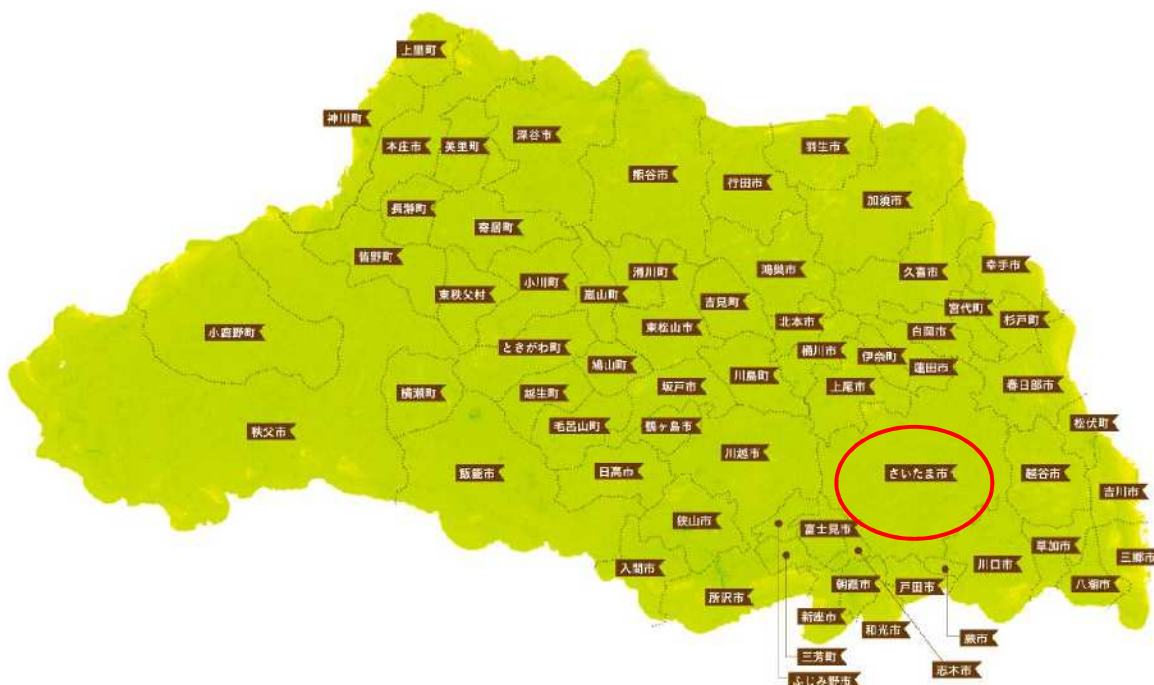 上里町
神川町
本庄市
美里町
深谷市
熊谷市
行田市
羽生市
加須市
長瀞町
寄居町
皆野町
東秩父村
小川町
嵐山町
滑川町
吉見町
鴻巣市
久喜市
幸手市
小鹿野町
ときがわ町
鳩山町
東松山市
北本市
桶川市
伊奈町
白岡市
宮代町
杉戸町
蓮田市
横瀬町
越生町
坂戸市
川島町
上尾市
春日部市
秩父市
毛呂山町
鶴ヶ島市
川越市
松伏町
飯能市
日高市
さいたま市
越谷市
吉川市
狭山市
富士見市
入間市
所沢市
朝霞市
戸田市
川口市
草加市
三郷市
八潮市
新座市
和光市
蕨市
三芳町
志木市
ふじみ野市